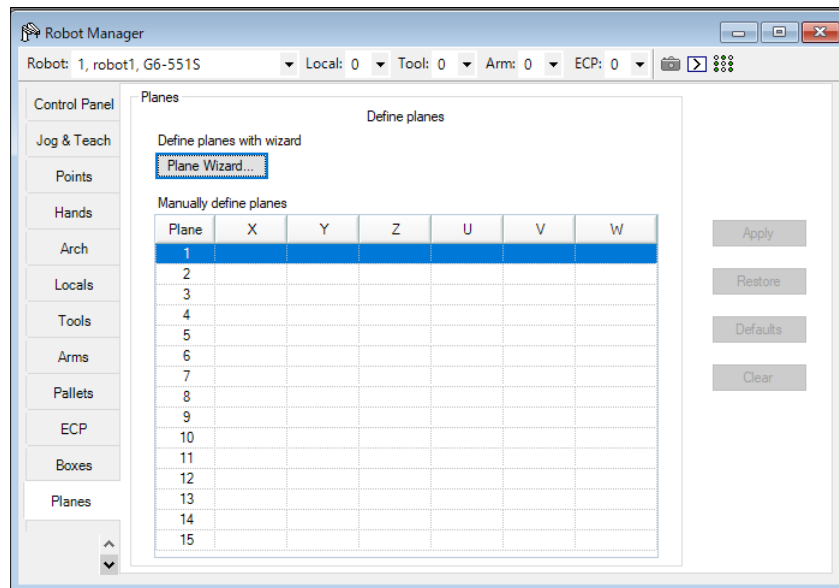 Robot Manager
Robot: 1, robot1, G6-551S Local: 0 Tool: 0 Arm: 0 ECP: 0
Control Panel
Jog & Teach
Points
Hands
Arch
Locals
Tools
Arms
Pallets
ECP
Boxes
Planes
Planes
Define planes
Define planes with wizard
Plane Wizard...
Manually define planes
Plane X Y Z U V W
1
2
3
4
5
6
7
8
9
10
11
12
13
14
15
Apply
Restore
Defaults
Clear